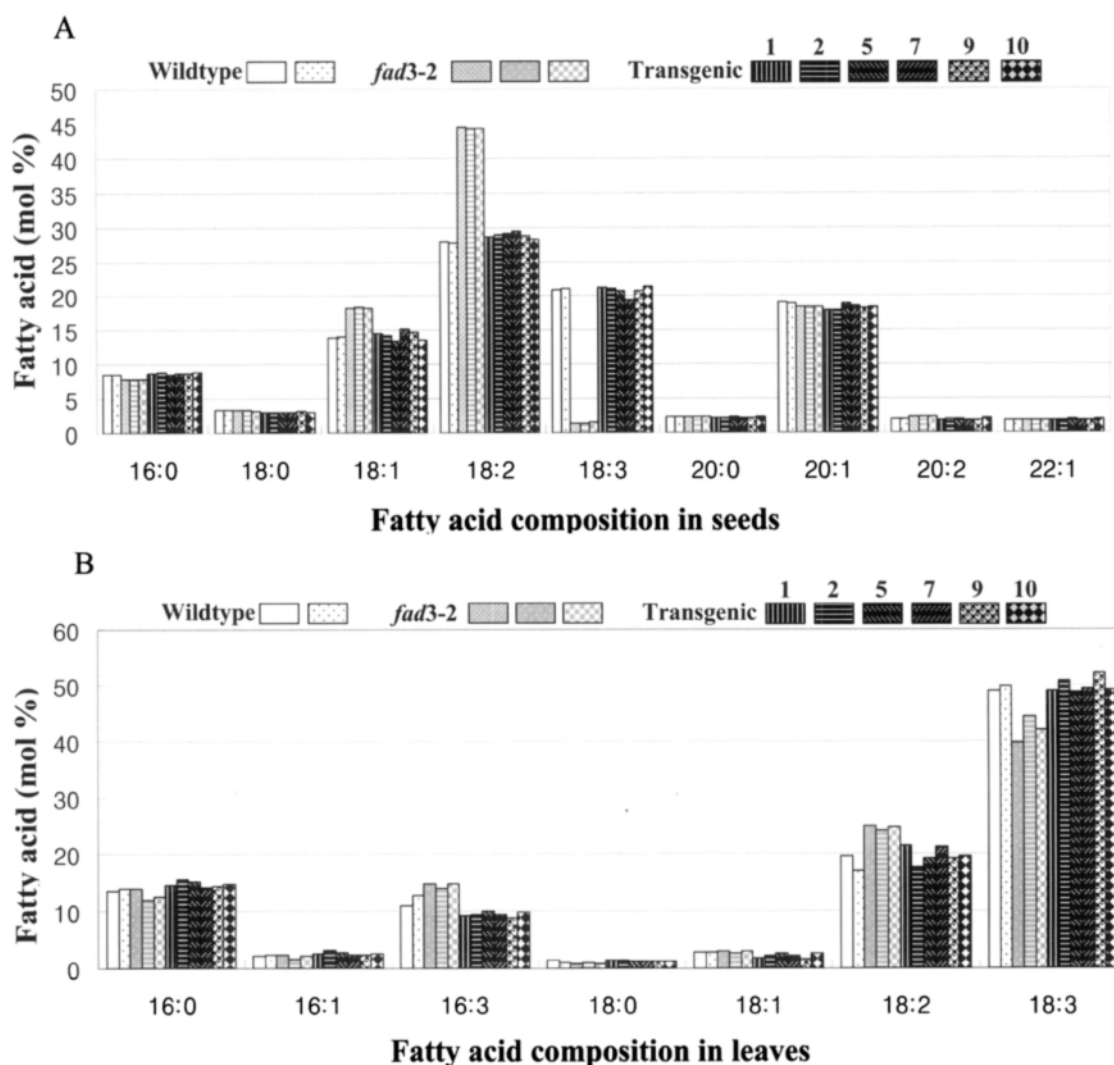 A
1 2 5 7 9 10
Wildtype fad3-2 Transgenic
Fatty acid (mol %)
50
45
40
35
30
25
20
15
10
5
0
16:0 18:0 18:1 18:2 18:3 20:0 20:1 20:2 22:1
Fatty acid composition in seeds
B
1 2 5 7 9 10
Wildtype fad3-2 Transgenic
Fatty acid (mol %)
60
50
40
30
20
10
0
16:0 16:1 16:3 18:0 18:1 18:2 18:3
Fatty acid composition in leaves